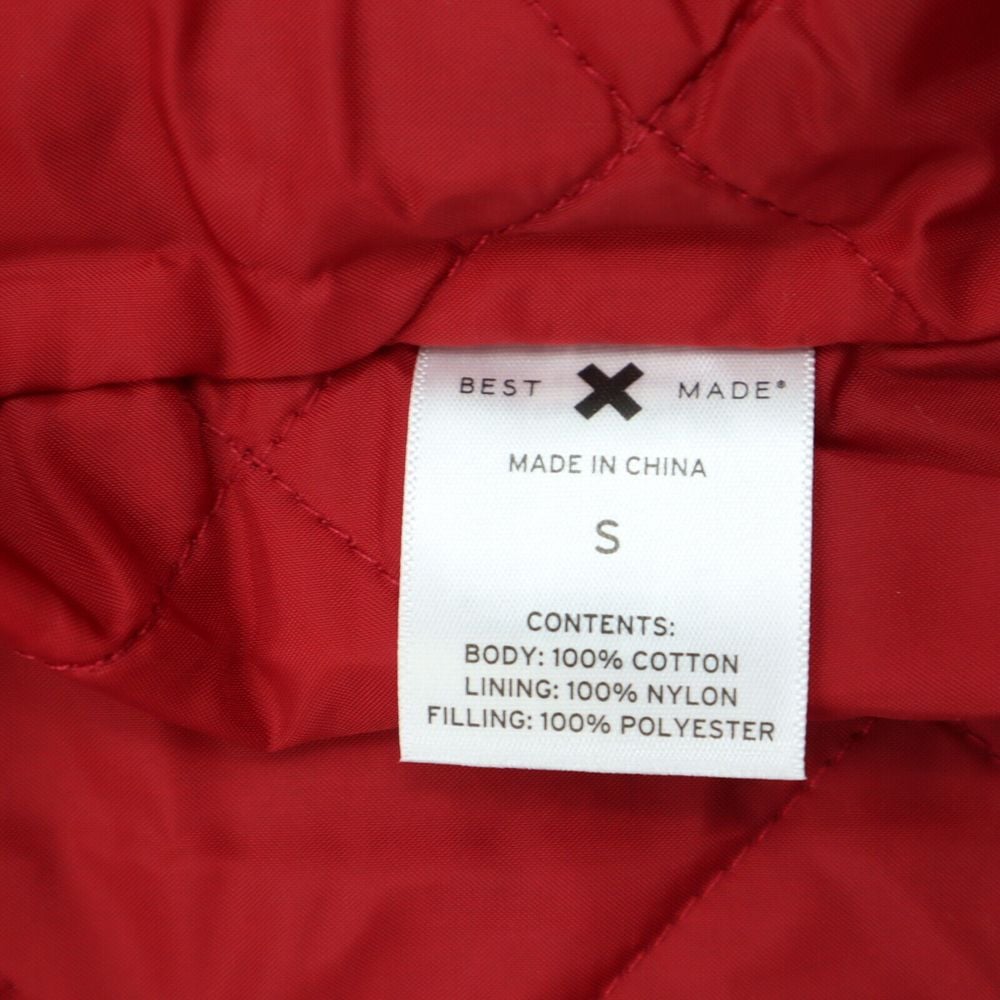 BEST MADE®
MADE IN CHINA
S
CONTENTS:
BODY: 100% COTTON
LINING: 100% NYLON
FILLING: 100% POLYESTER